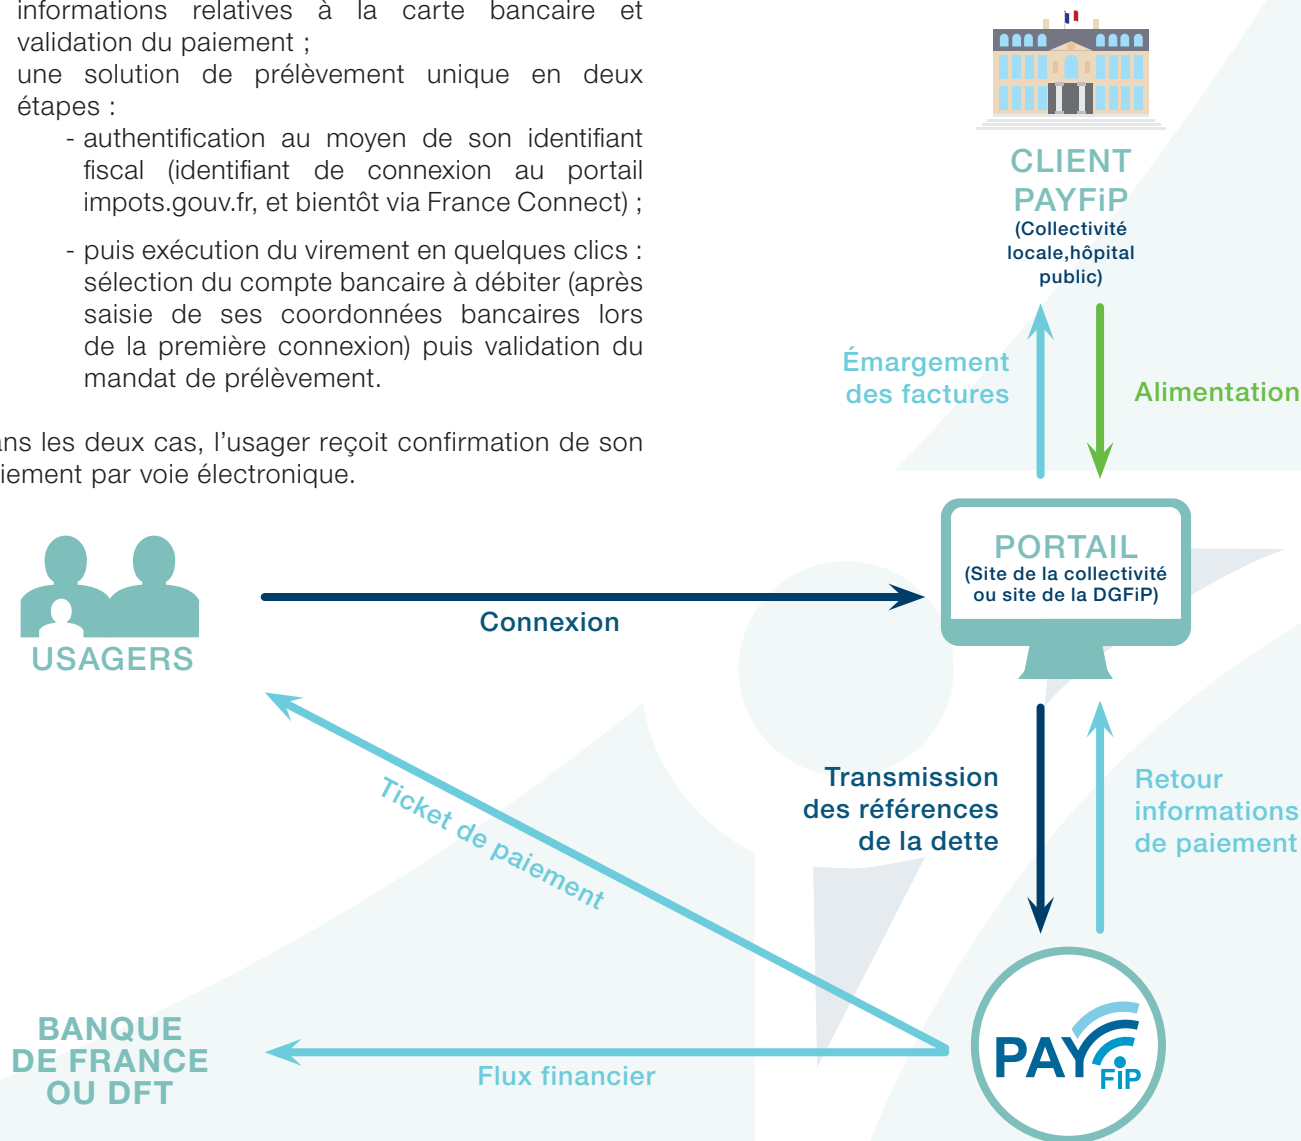 informations relatives à la carte bancaire et
validation du paiement ;
une solution de prélèvement unique en deux
étapes :
- authentification au moyen de son identifiant
fiscal (identifiant de connexion au portail
impots.gouv.fr, et bientôt via France Connect) ;
- puis exécution du virement en quelques clics :
sélection du compte bancaire à débiter (après
saisie de ses coordonnées bancaires lors
de la première connexion) puis validation du
mandat de prélèvement.
ans les deux cas, l’usager reçoit confirmation de son
iement par voie électronique.
CLIENT
PAYFiP
(Collectivité
locale,hôpital
public)
Émargement
des factures
Alimentation
PORTAIL
(Site de la collectivité
ou site de la DGFiP)
USAGERS
Connexion
Transmission
des références
de la dette
Retour
informations
de paiement
Ticket de paiement
BANQUE
DE FRANCE
OU DFT
Flux financier
PAY
FiP